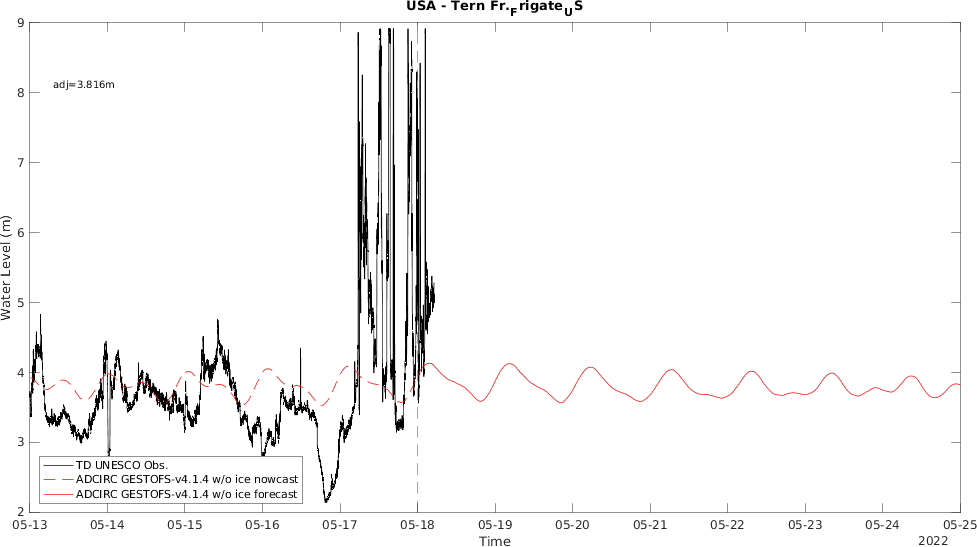 USA - Tern Fr.FrigateUS
9
8
7
6
5
4
3
2
Water Level (m)
adj=3.816m
TD UNESCO Obs.
ADCIRC GESTOFS-v4.1.4 w/o ice nowcast
ADCIRC GESTOFS-v4.1.4 w/o ice forecast
05-13 05-14 05-15 05-16 05-17 05-18 05-19 05-20 05-21 05-22 05-23 05-24 05-25
Time
2022